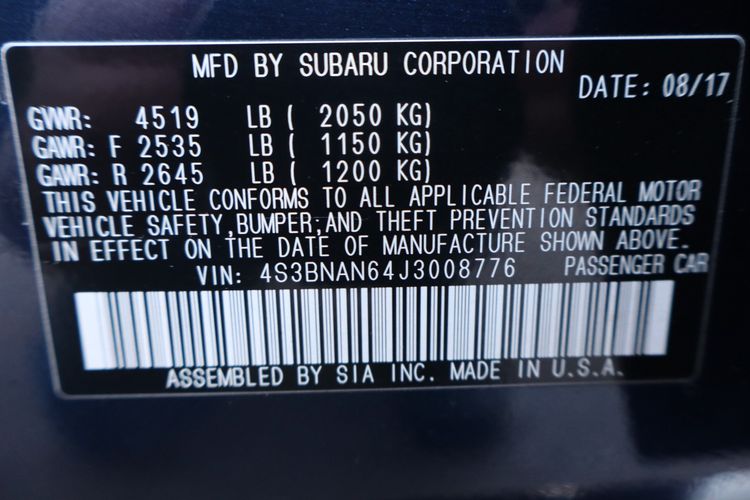 MFD BY SUBARU CORPORATION
DATE: 08/17
GVWR: 4519 LB ( 2050 KG)
GAWR: F 2535 LB ( 1150 KG)
GAWR: R 2645 LB ( 1200 KG)
THIS VEHICLE CONFORMS TO ALL APPLICABLE FEDERAL MOTOR
VEHICLE SAFETY,BUMPER,AND THEFT PREVENTION STANDARDS
IN EFFECT ON THE DATE OF MANUFACTURE SHOWN ABOVE.
VIN: 4S3BNAN64J3008776 PASSENGER CAR
ASSEMBLED BY SIA INC. MADE IN U.S.A.